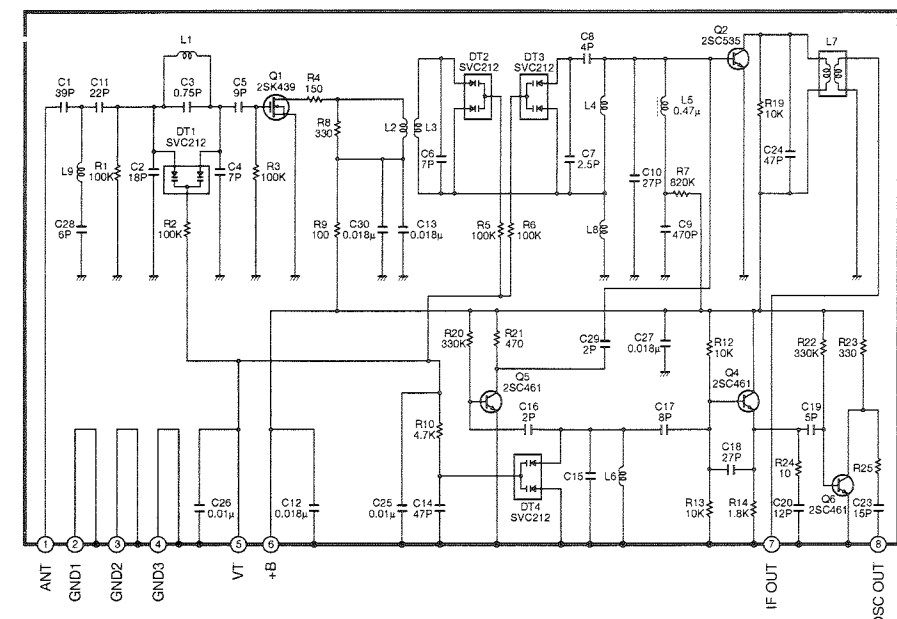 L1
C1
39P
C11
22P
C3
0.75P
C5
9P
Q1
2SK439
R4
150
DT1
SVC212
L9
R1
100K
C2
18P
C4
7P
R3
100K
R8
330
L2
L3
DT2
SVC212
DT3
SVC212
C8
4P
Q2
2SC535
L7
L4
L5
0.47μ
R19
10K
C6
7P
C7
2.5P
C10
27P
R7
820K
C24
47P
C28
6P
R2
100K
R9
100
C30
0.018μ
C13
0.018μ
R5
100K
R6
100K
L8
C9
470P
R20
330K
R21
470
C29
2P
C27
0.018μ
R12
10K
R22
330K
R23
330
Q5
2SC461
Q4
2SC461
R10
4.7K
C16
2P
C17
8P
C19
5P
C18
27P
R24
10
R25
C15
L6
DT4
SVC212
Q6
2SC461
C26
0.01μ
C12
0.018μ
C25
0.01μ
C14
47P
R13
10K
R14
1.8K
C20
12P
C23
15P
1
2
3
4
5
6
7
8
ANT
GND1
GND2
GND3
VT
+B
IF OUT
OSC OUT